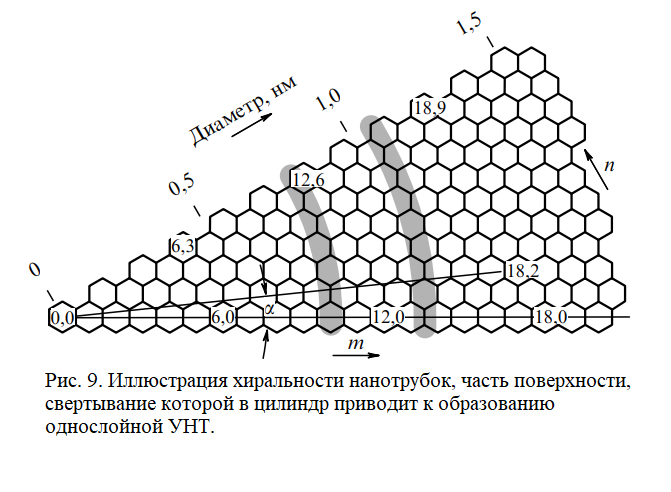 1,5
Диаметр, нм
1,0
18,9
n
0,5
12,6
6,3
0
18,2
α
0,0
6,0
12,0
18,0
m
Рис. 9. Иллюстрация хиральности нанотрубок, часть поверхности,
свертывание которой в цилиндр приводит к образованию
однослойной УНТ.